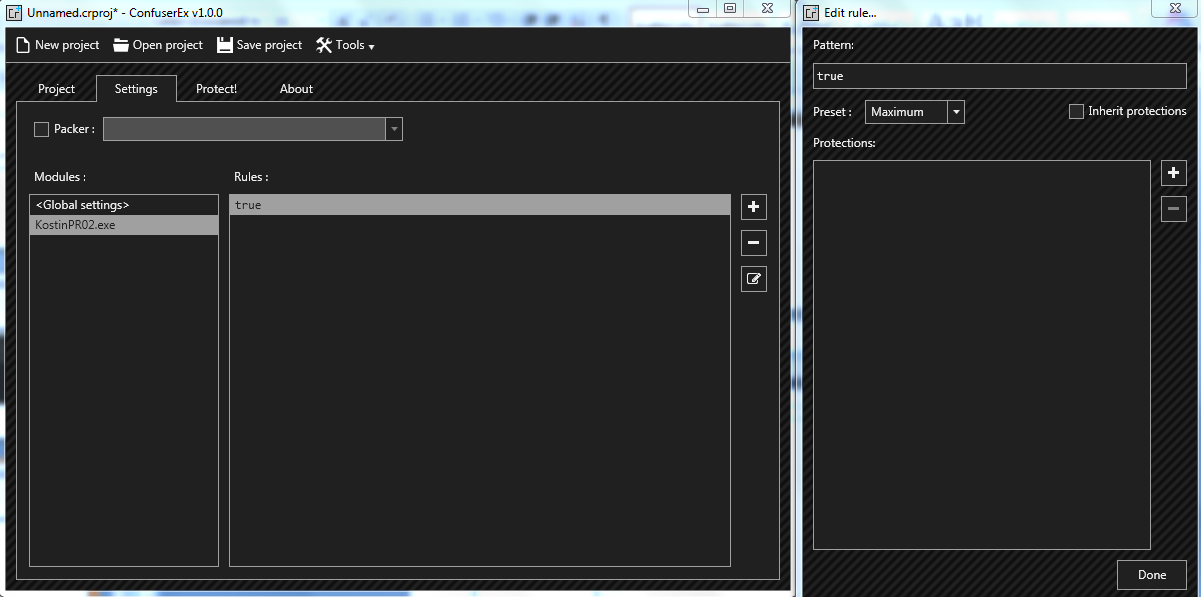 Unnamed.crproj* - ConfuserEx v1.0.0
New project Open project Save project Tools
Project Settings Protect! About
Packer :
Modules : Rules :
<Global settings>
KostinPR02.exe
true
Edit rule...
Pattern:
true
Preset : Maximum Inherit protections
Protections:
Done